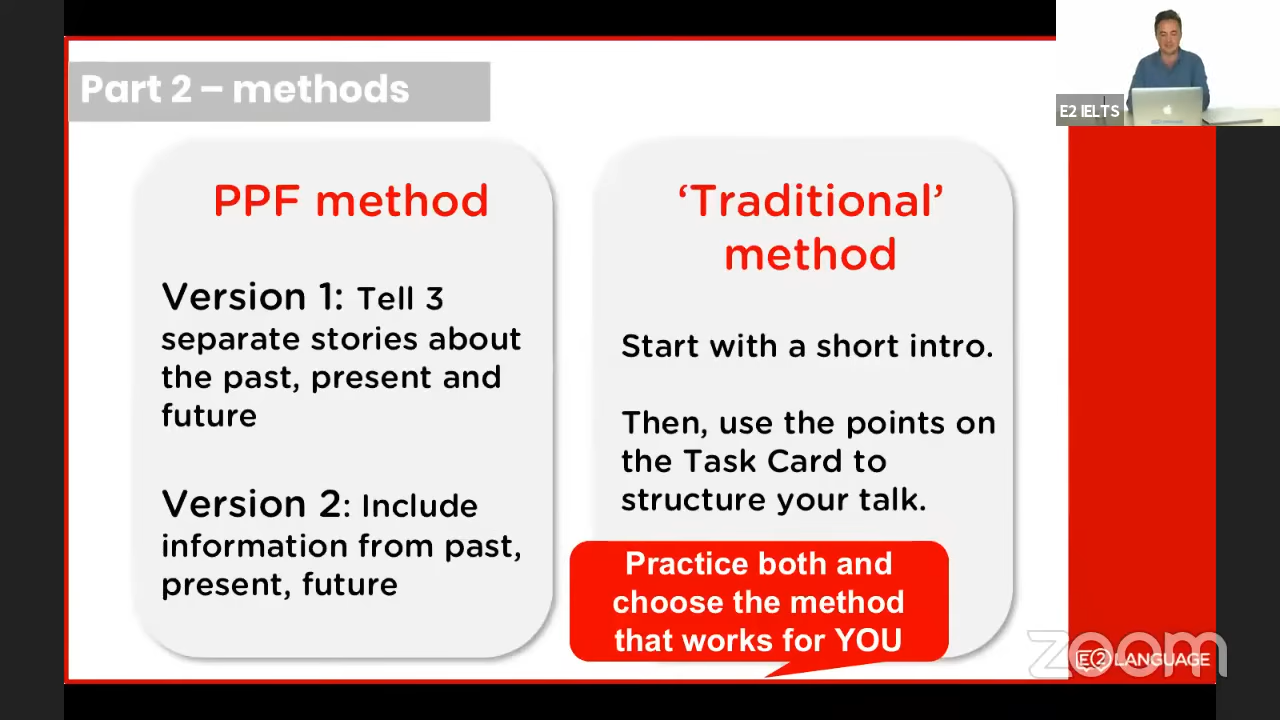 Part 2 – methods
E2 IELTS
PPF method
Version 1: Tell 3
separate stories about
the past, present and
future
Version 2: Include
information from past,
present, future
‘Traditional’
method
Start with a short intro.
Then, use the points on
the Task Card to
structure your talk.
Practice both and
choose the method
that works for YOU
zoom
E2 LANGUAGE